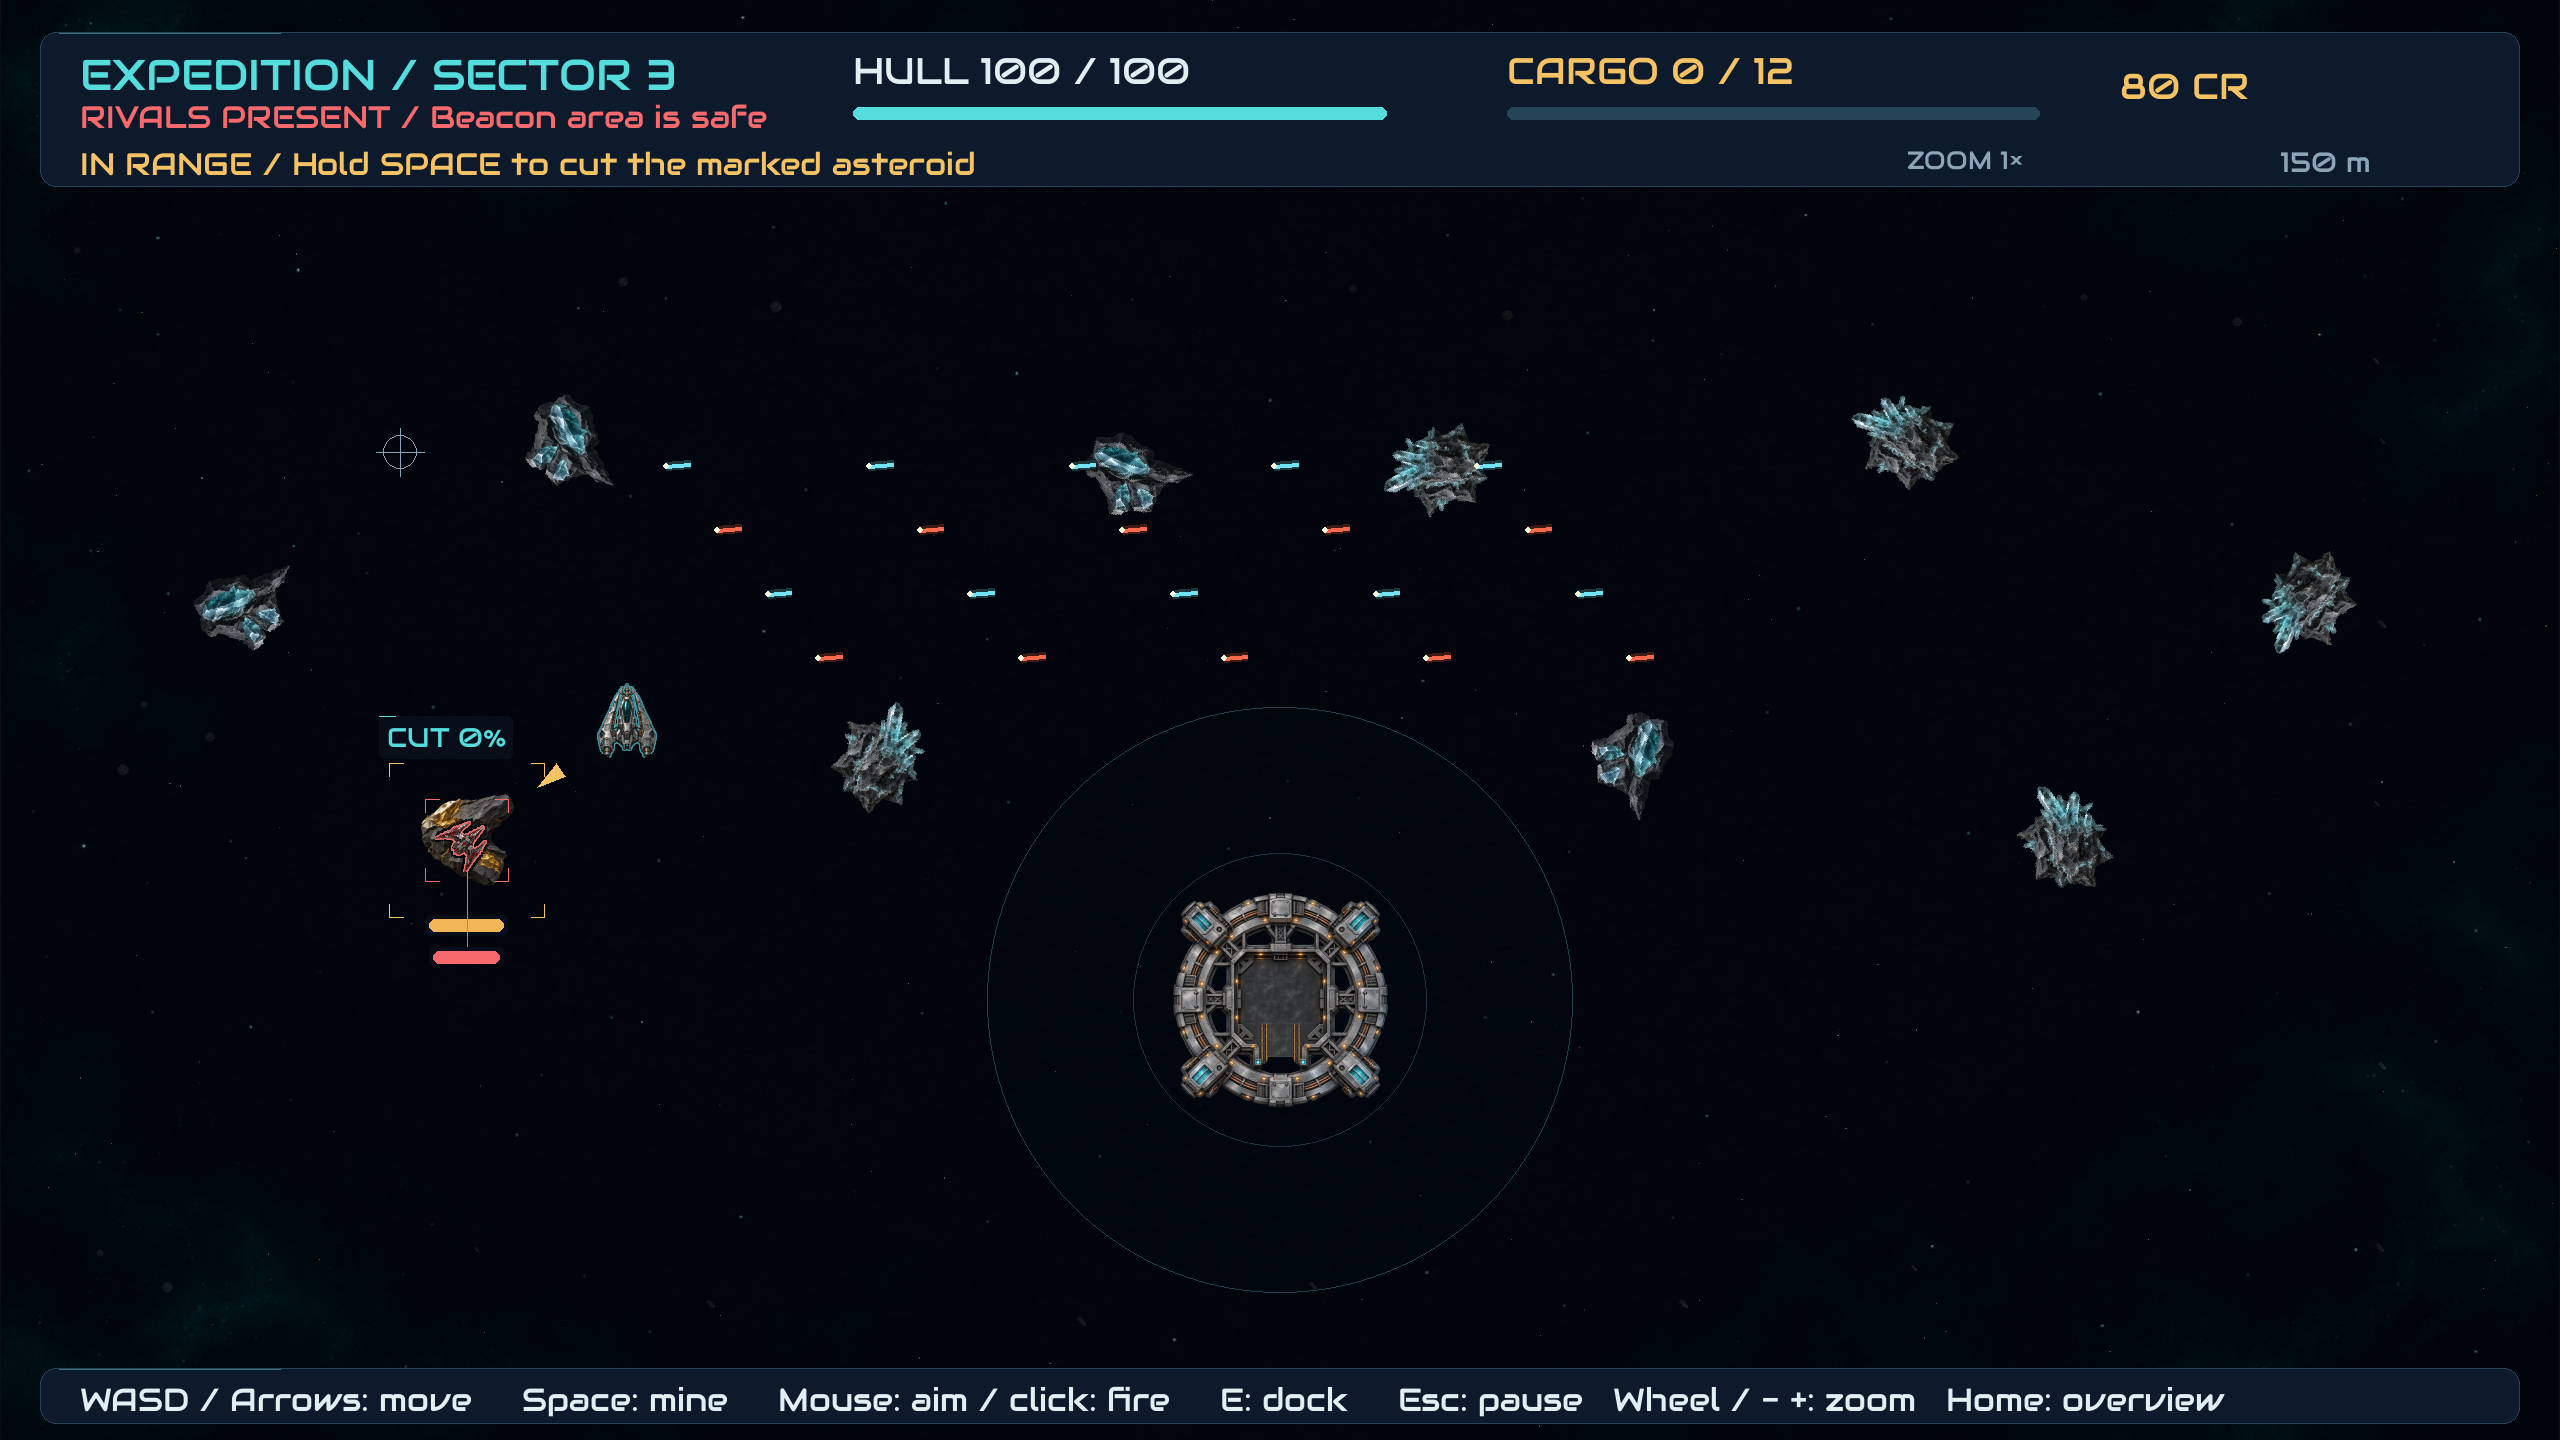 EXPEDITION / SECTOR 3
HULL 100 / 100
CARGO 0 / 12
80 CR
RIVALS PRESENT / Beacon area is safe
IN RANGE / Hold SPACE to cut the marked asteroid
ZOOM 1×
150 m
CUT 0%
WASD / Arrows: move
Space: mine
Mouse: aim / click: fire
E: dock
Esc: pause
Wheel / - +: zoom
Home: overview